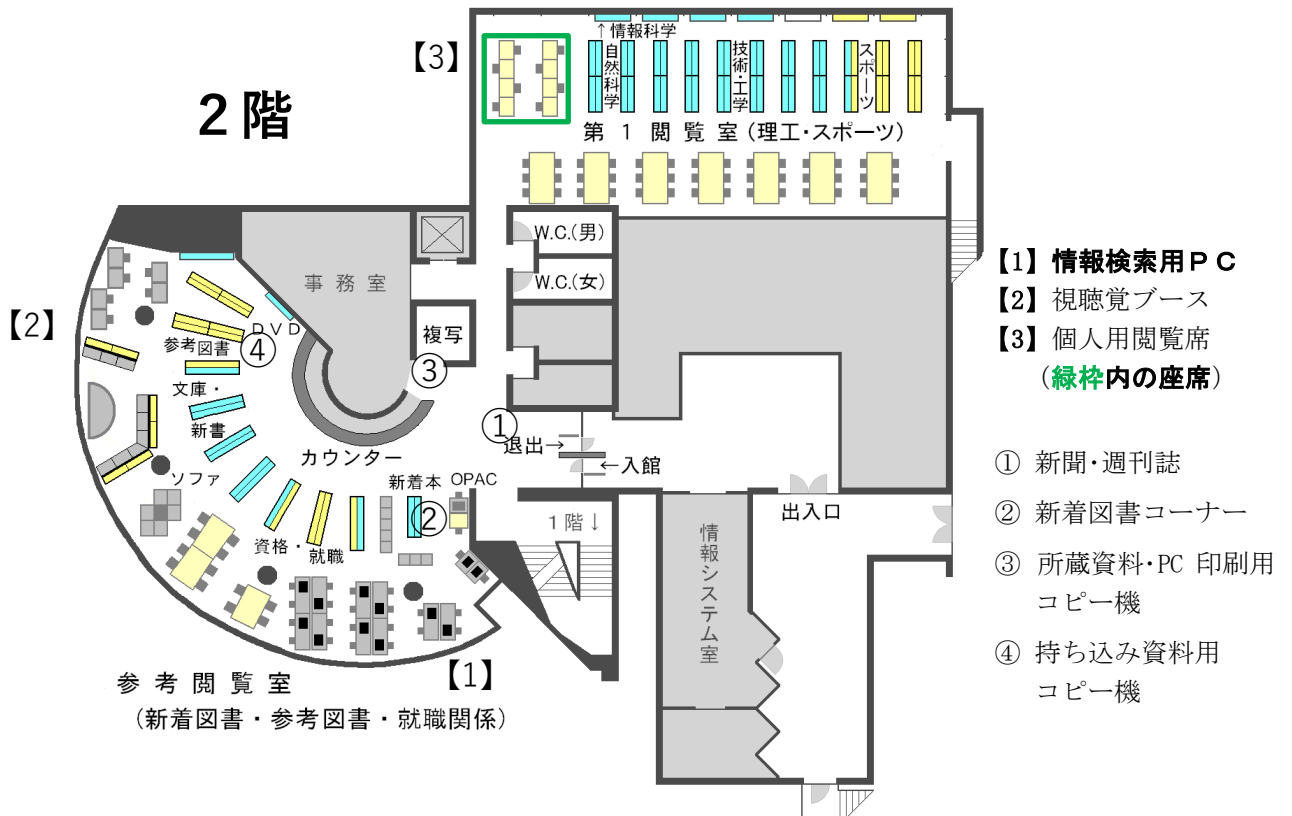 2階
【3】
↑情報科学
自然科学
技術・工学
スポーツ
第1閲覧室(理工・スポーツ)
W.C.(男)
W.C.(女)
事務室
複写
③
【2】
DVD
参考図書
④
文庫・
新書
ソファ
カウンター
①
退出→
←入館
新着本
OPAC
②
1階↓
資格・就職
出入口
情報システム室
【1】
参考閲覧室
(新着図書・参考図書・就職関係)
【1】情報検索用PC
【2】視聴覚ブース
【3】個人用閲覧席
(緑枠内の座席)
① 新聞・週刊誌
② 新着図書コーナー
③ 所蔵資料・PC 印刷用
コピー機
④ 持ち込み資料用
コピー機